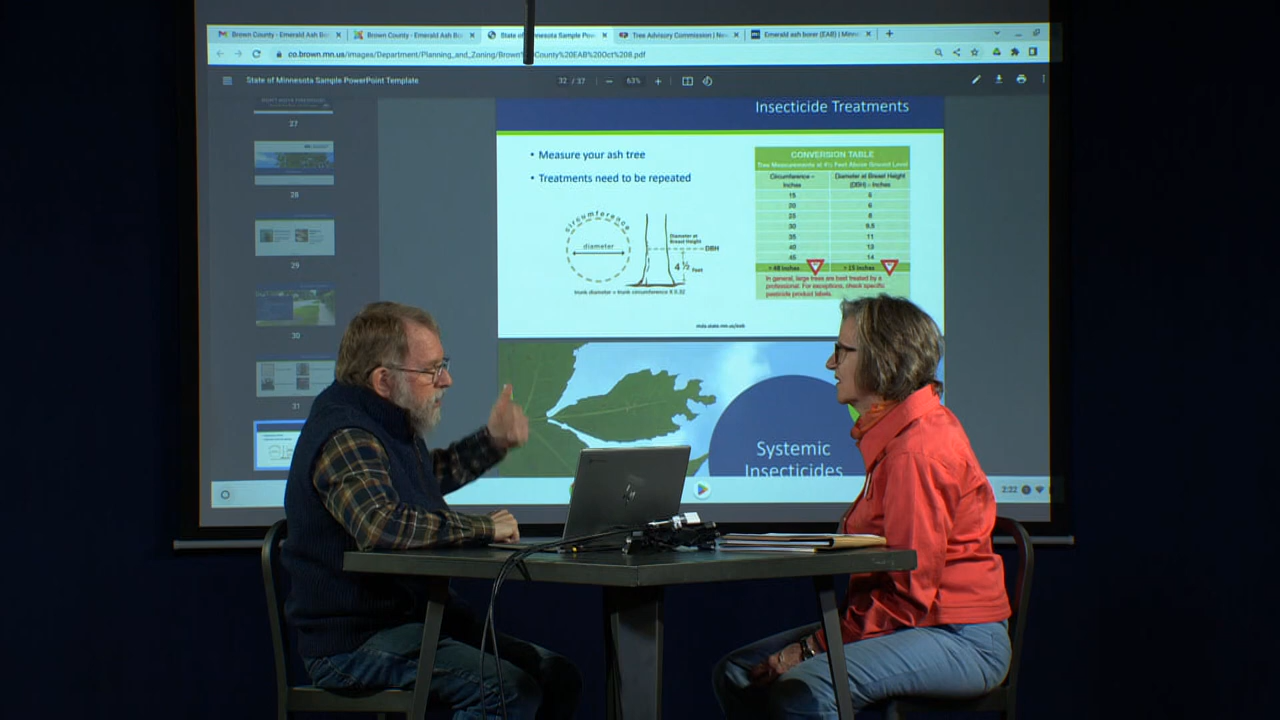 Brown County - Emerald Ash Bor
Brown County - Emerald Ash Bo
State of Minnesota Sample Pow
Tree Advisory Commission | Ne
Emerald ash borer (EAB) | Minn
co.brown.mn.us/images/Department/Planning_and_Zoning/Brown
County%20EAB%20Oct%206.pdf
State of Minnesota Sample PowerPoint Template
32 / 37
63%
27
28
29
30
31
Insecticide Treatments
• Measure your ash tree
• Treatments need to be repeated
circumference
diameter
Diameter at
Breast Height
DBH
4 ½ Feet
trunk diameter = trunk circumference X 0.32
CONVERSION TABLE
Tree Measurements at 4½ Feet Above Ground Level
Circumference – Inches
Diameter at Breast Height (DBH) – Inches
15 5
20 6
25 8
30 9.5
35 11
40 13
45 14
> 48 inches > 15 inches
In general, large trees are best treated by a
professional. For exceptions, check specific
pesticide product labels.
mda.state.mn.us/eab
Systemic
Insecticides
3:22
hp